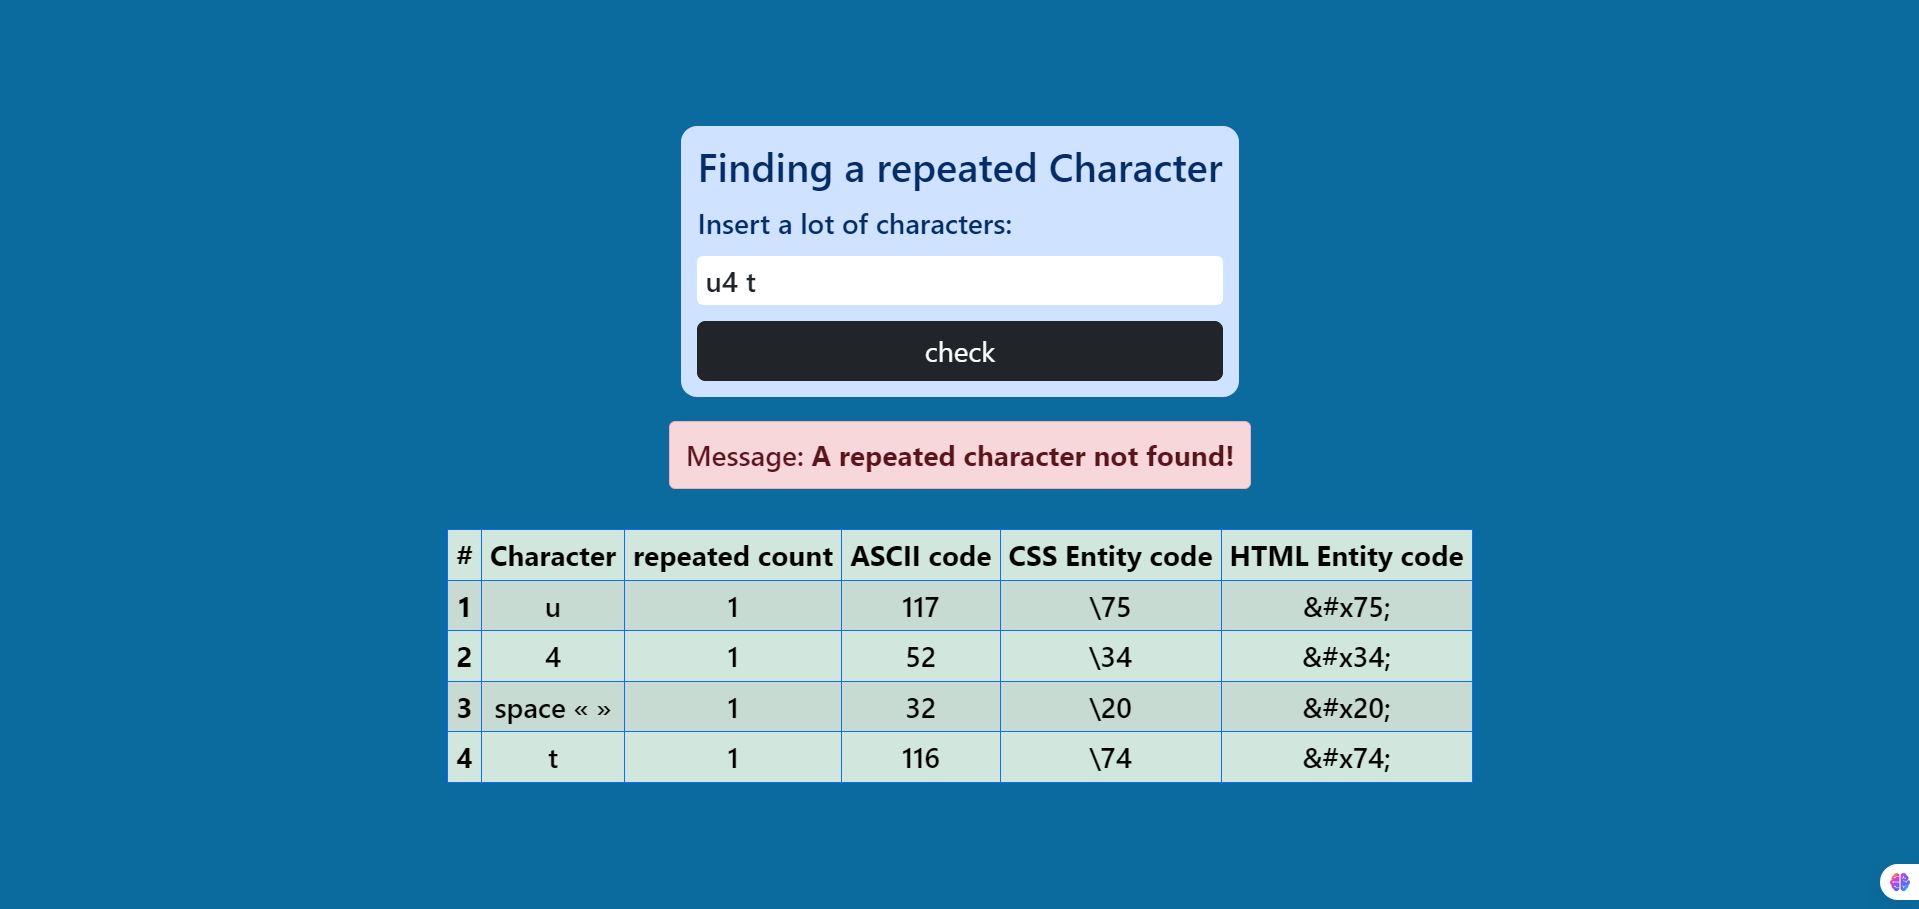 Finding a repeated Character
Insert a lot of characters:
u4 t
check
Message: A repeated character not found!
# Character repeated count ASCII code CSS Entity code HTML Entity code
1 u 1 117 \75 &#x75;
2 4 1 52 \34 &#x34;
3 space « » 1 32 \20 &#x20;
4 t 1 116 \74 &#x74;